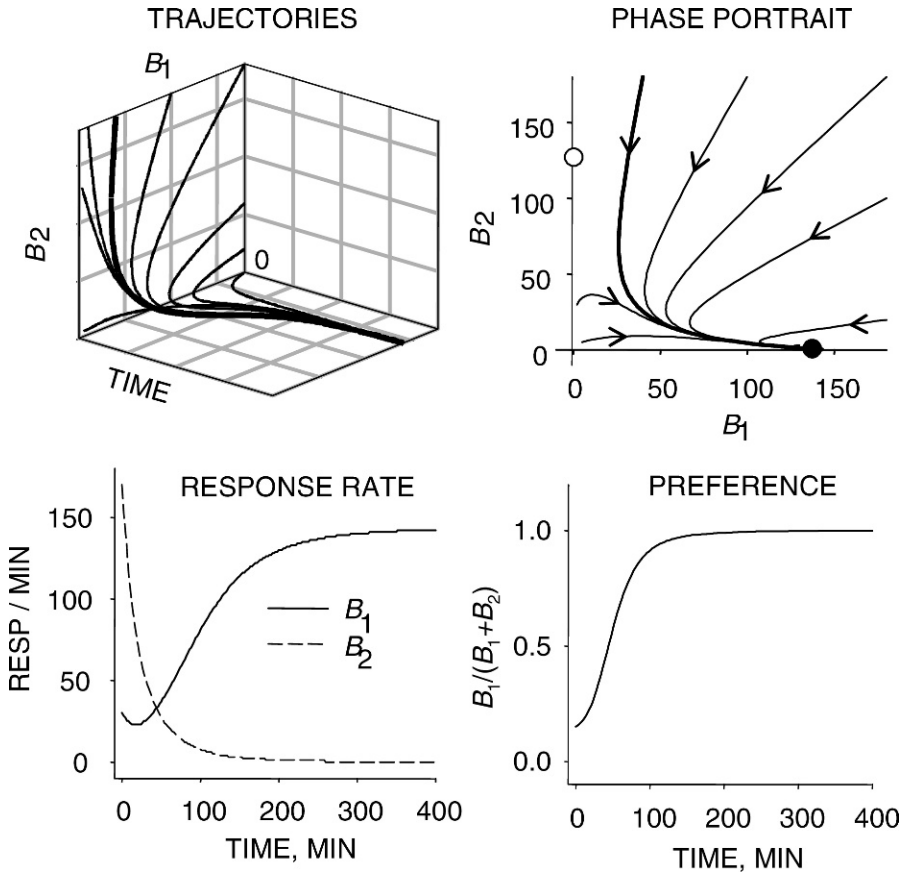 TRAJECTORIES
B1
B2
0
TIME
PHASE PORTRAIT
150
100
50
0
B2
0
50
100
150
B1
RESPONSE RATE
150
100
50
0
RESP / MIN
B1
B2
0
100
200
300
400
TIME, MIN
PREFERENCE
1.0
0.5
0.0
B1/(B1+B2)
0
100
200
300
400
TIME, MIN